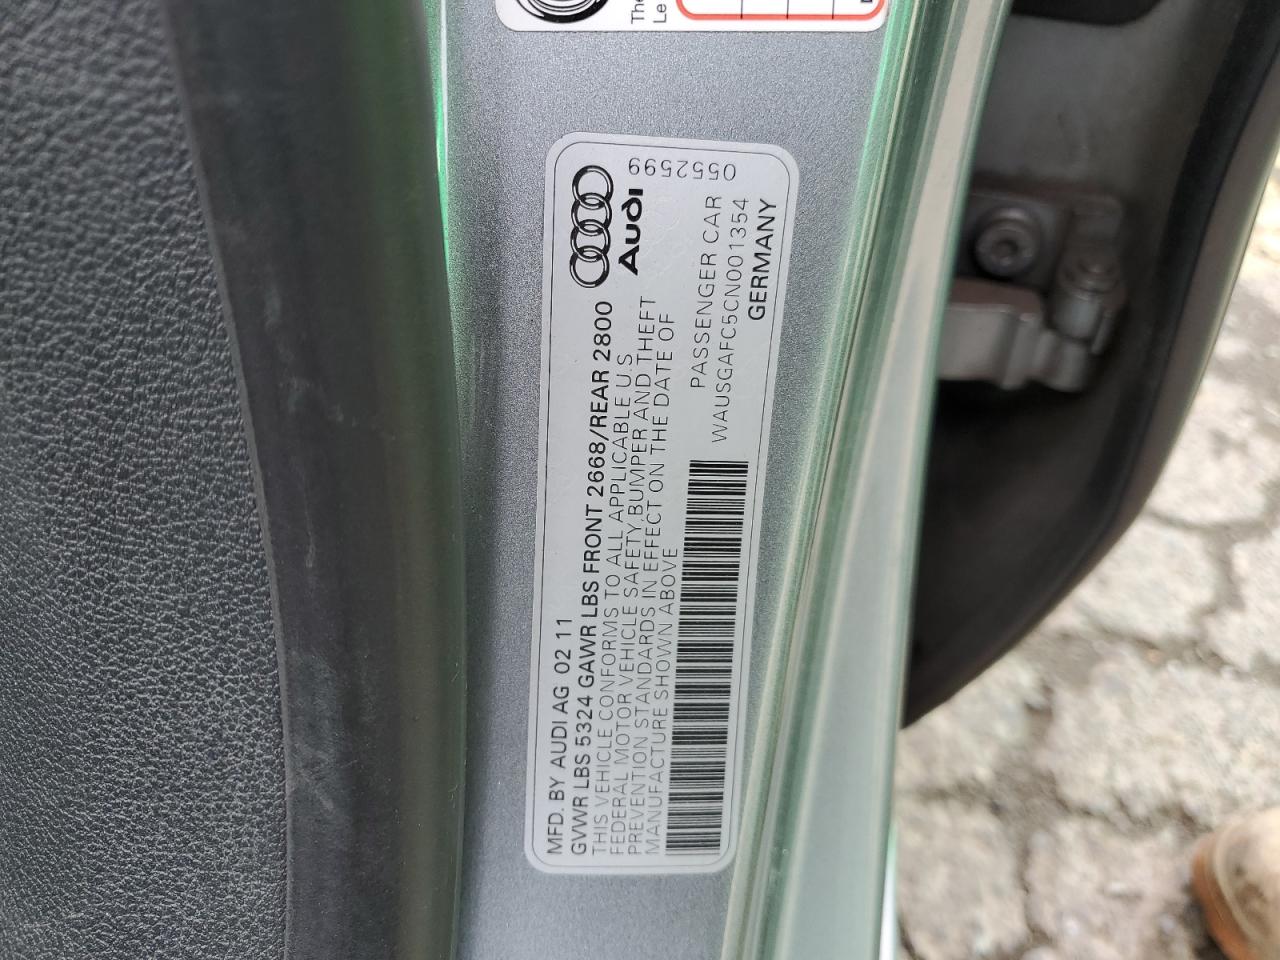 MFD. BY AUDI AG 02 11
GVWR LBS 5324 GAWR LBS FRONT 2668/REAR 2800
THIS VEHICLE CONFORMS TO ALL APPLICABLE U.S
FEDERAL MOTOR VEHICLE SAFETY,BUMPER AND THEFT
PREVENTION STANDARDS IN EFFECT ON THE DATE OF
MANUFACTURE SHOWN ABOVE
Audi
0552599
PASSENGER CAR
WAUSGAFC5CN001354
GERMANY
The
Le